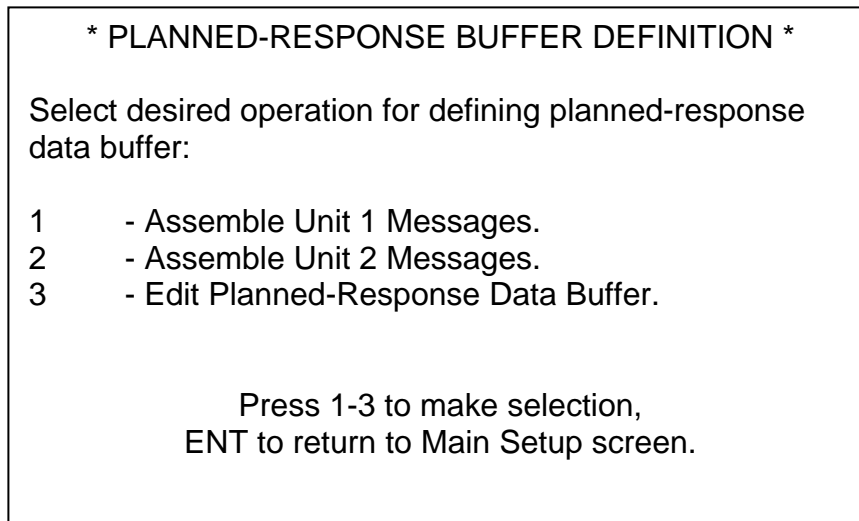 * PLANNED-RESPONSE BUFFER DEFINITION *
Select desired operation for defining planned-response
data buffer:
1 - Assemble Unit 1 Messages.
2 - Assemble Unit 2 Messages.
3 - Edit Planned-Response Data Buffer.
Press 1-3 to make selection,
ENT to return to Main Setup screen.